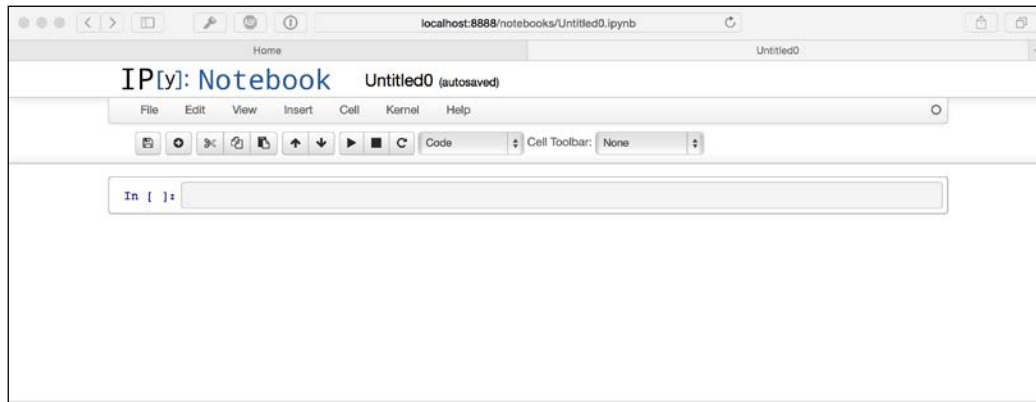 localhost:8888/notebooks/Untitled0.ipynb
Home Untitled0
IP[y]: Notebook Untitled0 (autosaved)
File Edit View Insert Cell Kernel Help
Code Cell Toolbar: None
In [ ]: